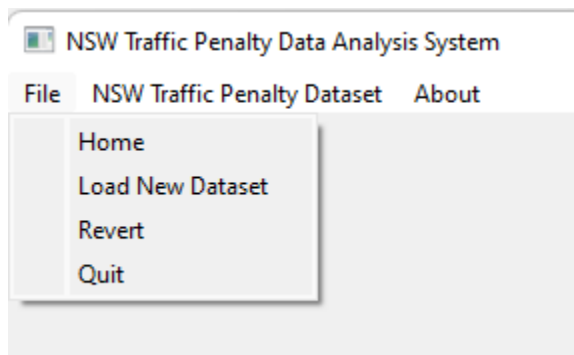 NSW Traffic Penalty Data Analysis System
File NSW Traffic Penalty Dataset About
Home
Load New Dataset
Revert
Quit